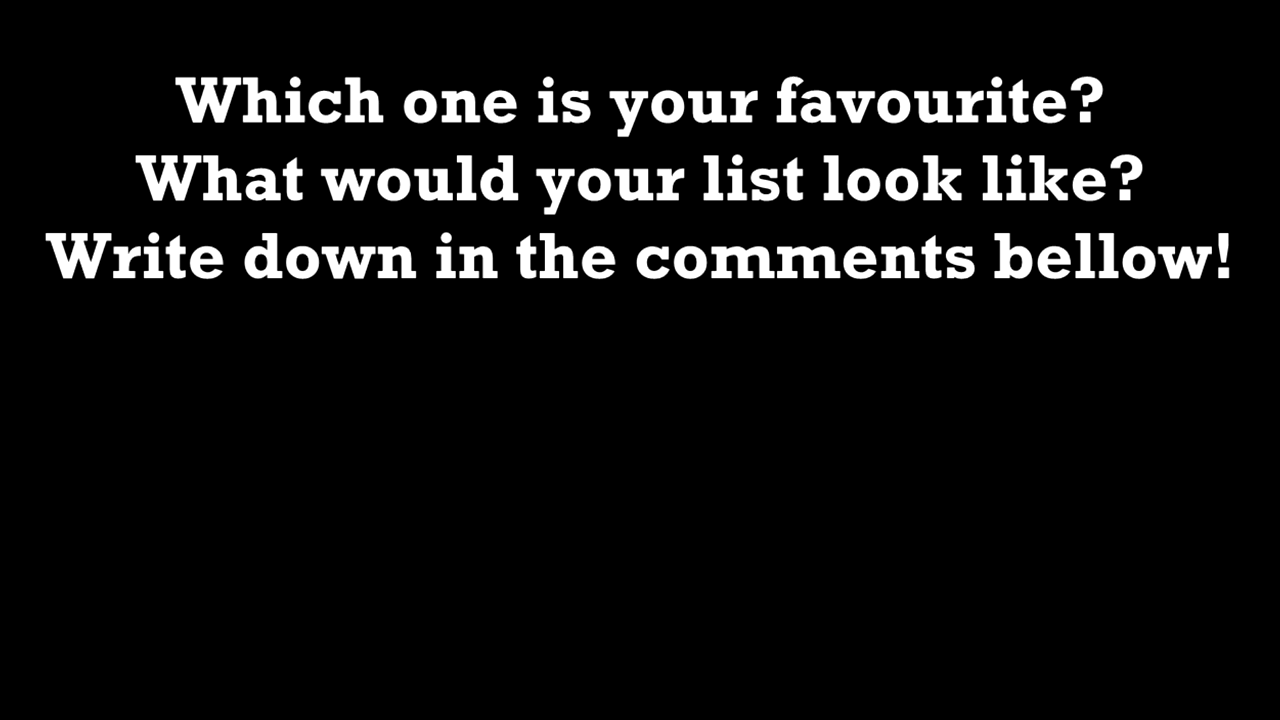 Which one is your favourite?
What would your list look like?
Write down in the comments bellow!